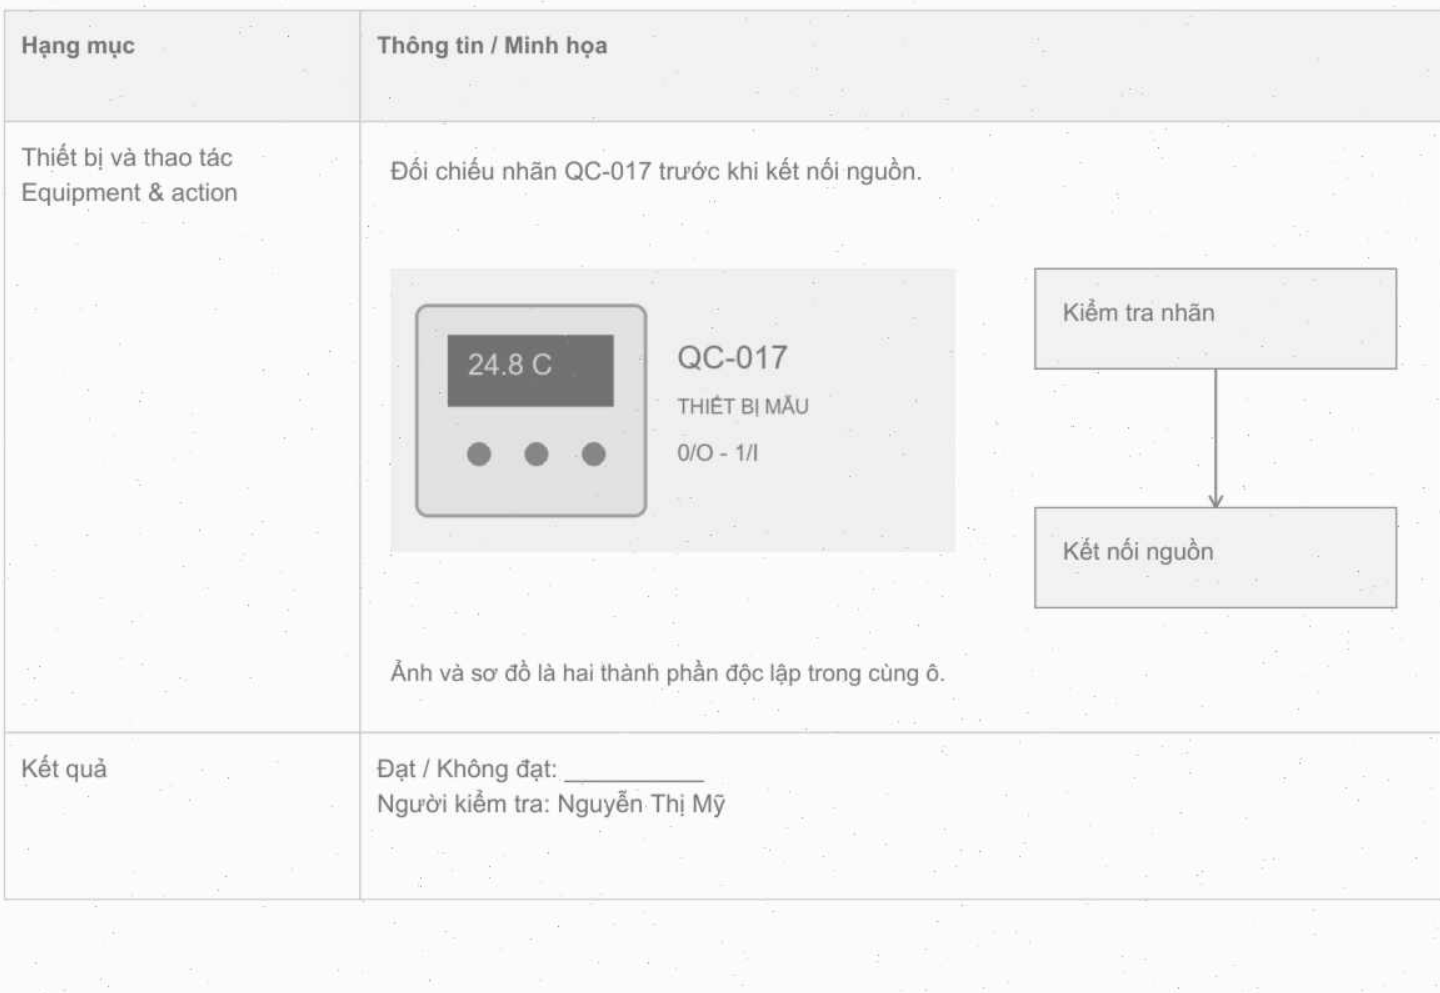 Hạng mục
Thông tin / Minh họa
Thiết bị và thao tác
Equipment & action
Đối chiếu nhãn QC-017 trước khi kết nối nguồn.
24.8 C
QC-017
THIẾT BỊ MẪU
0/O - 1/I
Kiểm tra nhãn
Kết nối nguồn
Ảnh và sơ đồ là hai thành phần độc lập trong cùng ô.
Kết quả
Đạt / Không đạt: __________
Người kiểm tra: Nguyễn Thị Mỹ